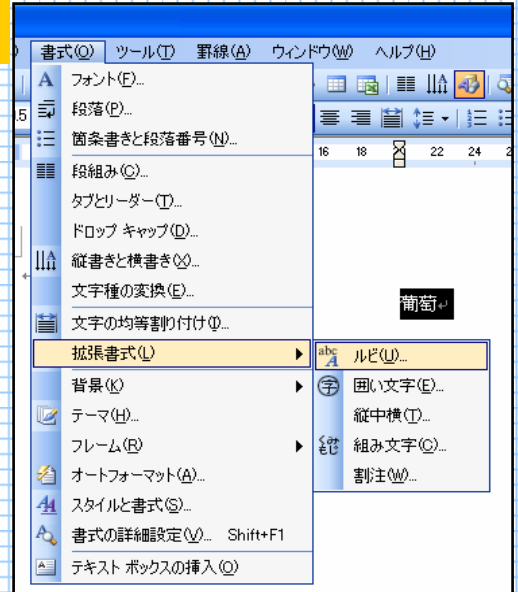 書式(O) ツール(T) 罫線(A) ウィンドウ(W) ヘルプ(H)
フォント(F)...
段落(P)...
箇条書きと段落番号(N)...
段組み(C)...
タブとリーダー(T)...
ドロップ キャップ(D)...
縦書きと横書き(X)...
文字種の変換(E)...
文字の均等割り付け(I)...
拡張書式(L)
背景(K)
テーマ(H)...
フレーム(R)
オートフォーマット(A)...
スタイルと書式(S)...
書式の詳細設定(V)... Shift+F1
テキスト ボックスの挿入(O)
.5
16 18 20 22 24 2
葡萄
abc A ルビ(U)...
字 囲い文字(E)...
縦中横(T)...
組み文字(C)...
割注(W)...